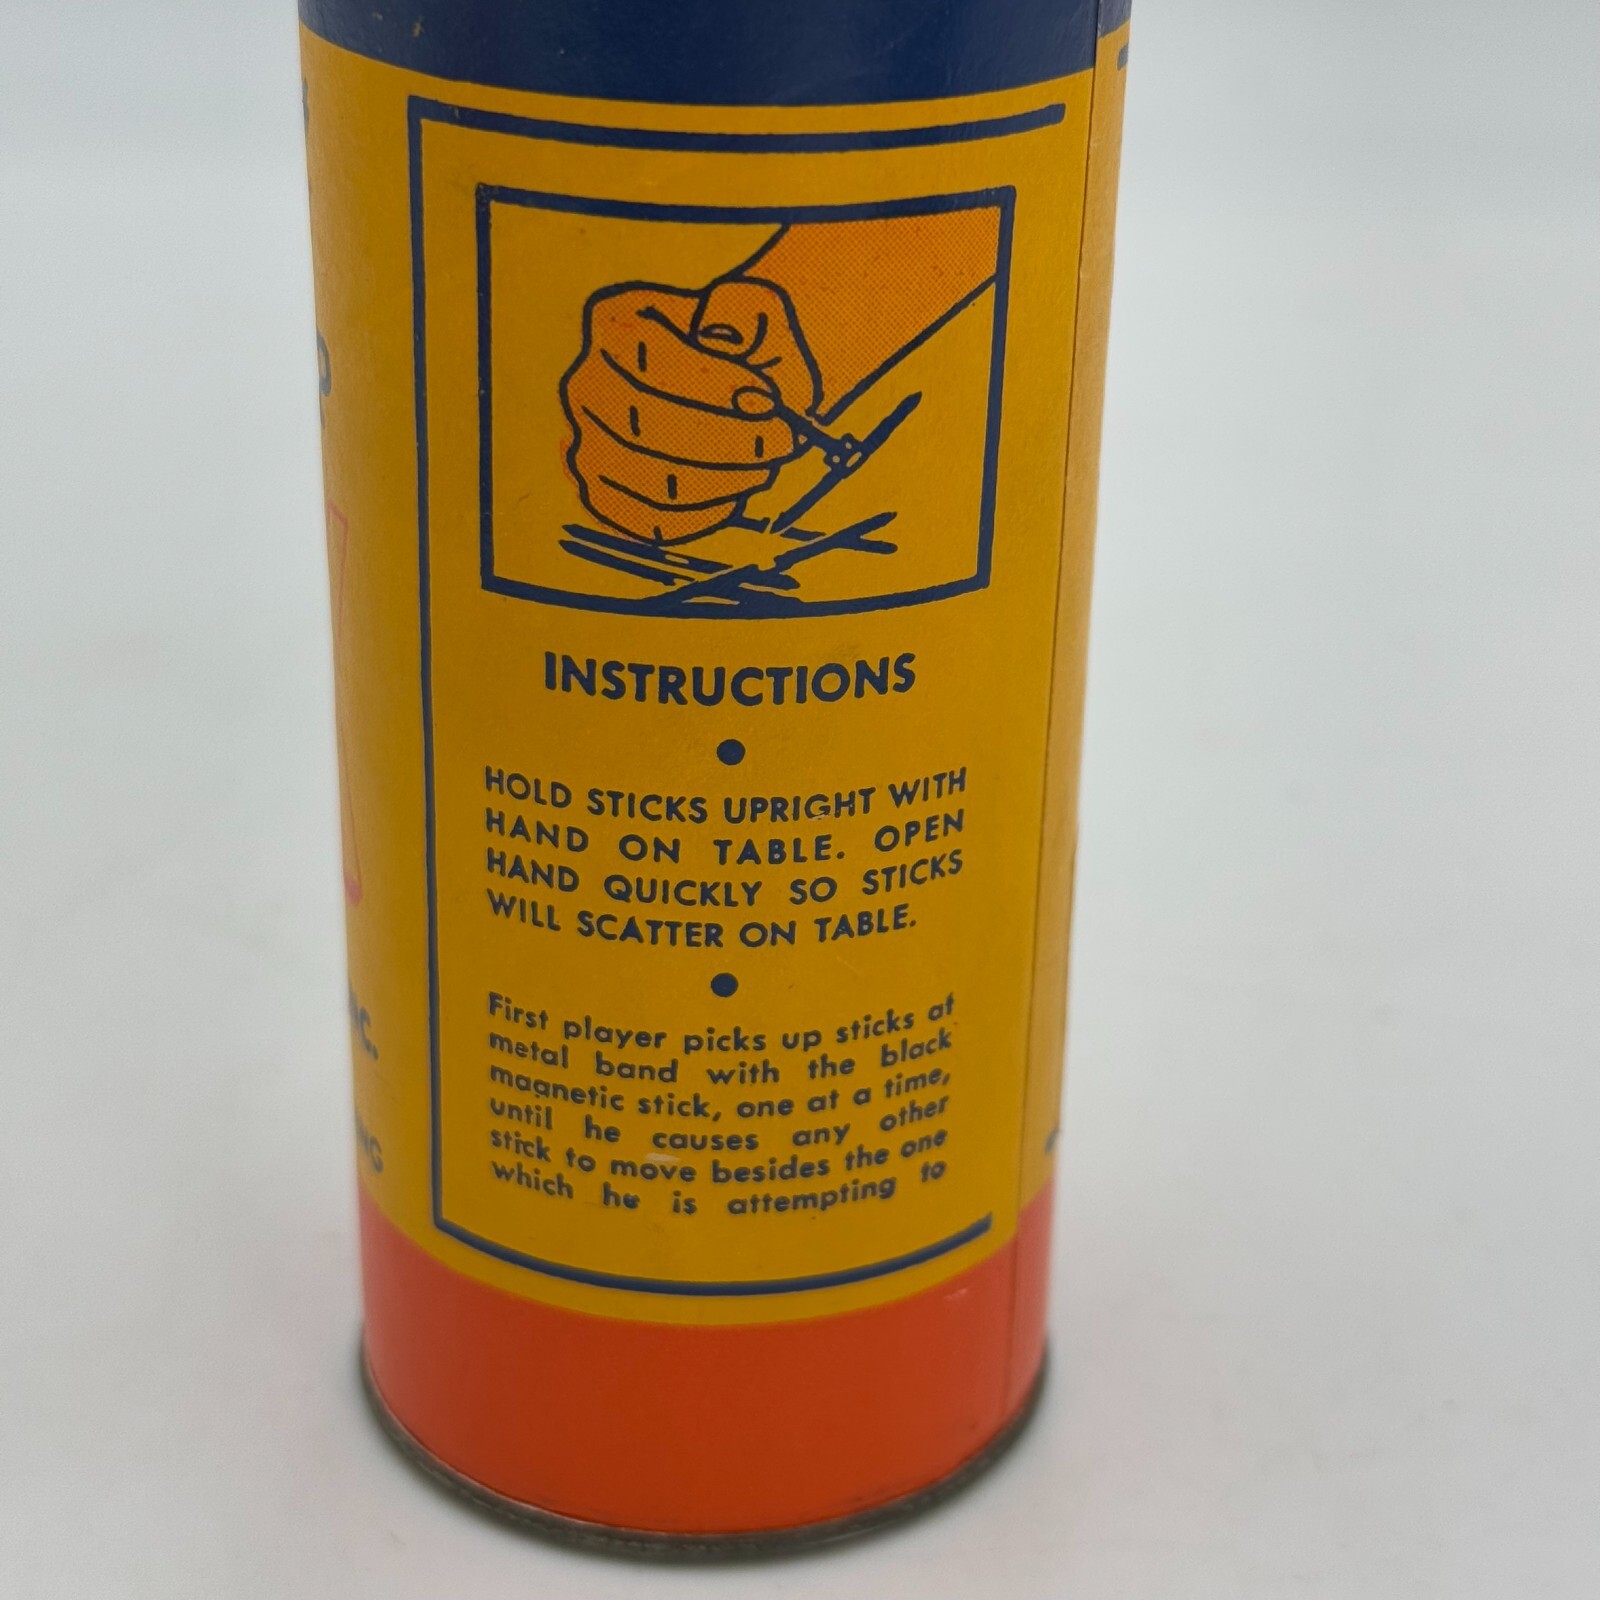 INSTRUCTIONS
HOLD STICKS UPRIGHT WITH
HAND ON TABLE. OPEN
HAND QUICKLY SO STICKS
WILL SCATTER ON TABLE.
First player picks up sticks at
metal band with the black
magnetic stick, one at a time,
until he causes any other
stick to move besides the one
which he is attempting to